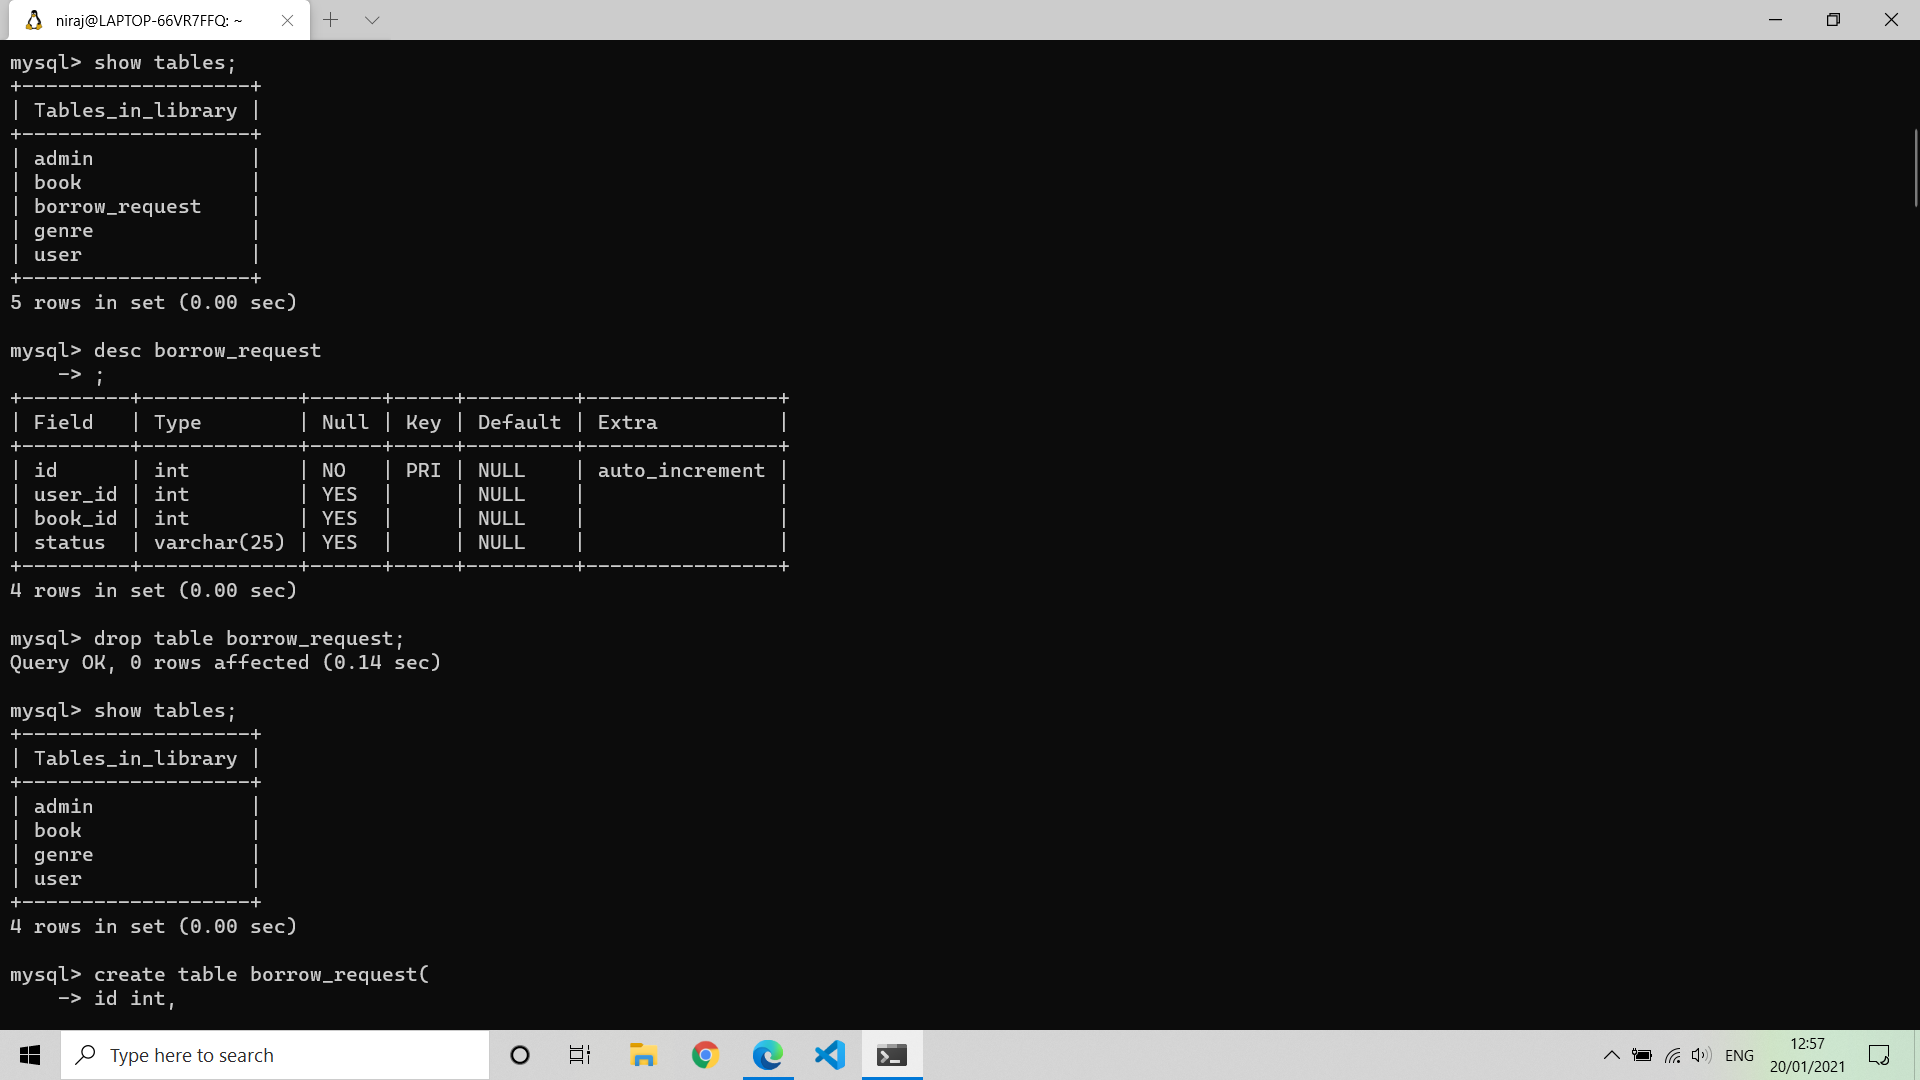 niraj@LAPTOP-66VR7FFQ: ~
mysql> show tables;
+-------------------+
| Tables_in_library |
+-------------------+
| admin             |
| book              |
| borrow_request    |
| genre             |
| user              |
+-------------------+
5 rows in set (0.00 sec)
mysql> desc borrow_request
    -> ;
+---------+-------------+------+-----+---------+----------------+
| Field   | Type        | Null | Key | Default | Extra          |
+---------+-------------+------+-----+---------+----------------+
| id      | int         | NO   | PRI | NULL    | auto_increment |
| user_id | int         | YES  |     | NULL    |                |
| book_id | int         | YES  |     | NULL    |                |
| status  | varchar(25) | YES  |     | NULL    |                |
+---------+-------------+------+-----+---------+----------------+
4 rows in set (0.00 sec)
mysql> drop table borrow_request;
Query OK, 0 rows affected (0.14 sec)
mysql> show tables;
+-------------------+
| Tables_in_library |
+-------------------+
| admin             |
| book              |
| genre             |
| user              |
+-------------------+
4 rows in set (0.00 sec)
mysql> create table borrow_request(
    -> id int,
Type here to search
ENG
12:57
20/01/2021